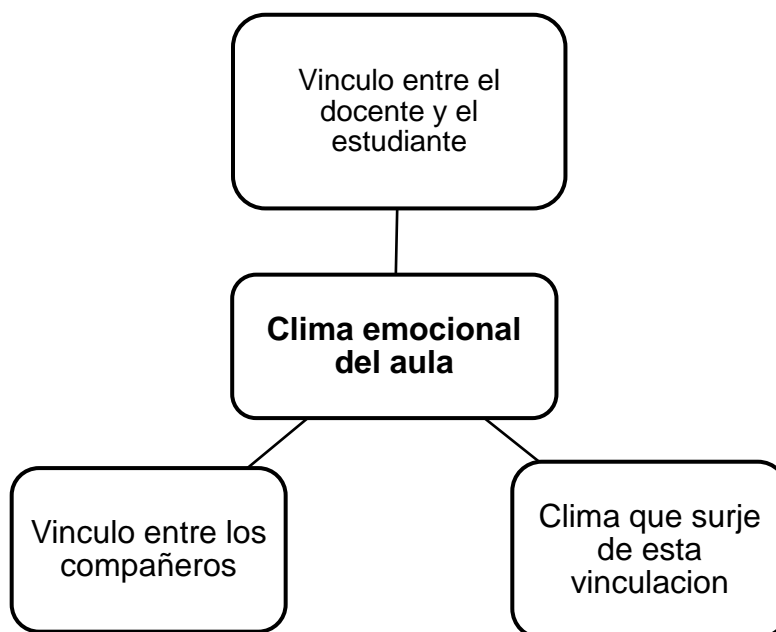 Vinculo entre el
docente y el
estudiante
Clima emocional
del aula
Vinculo entre los
compañeros
Clima que surje
de esta
vinculacion